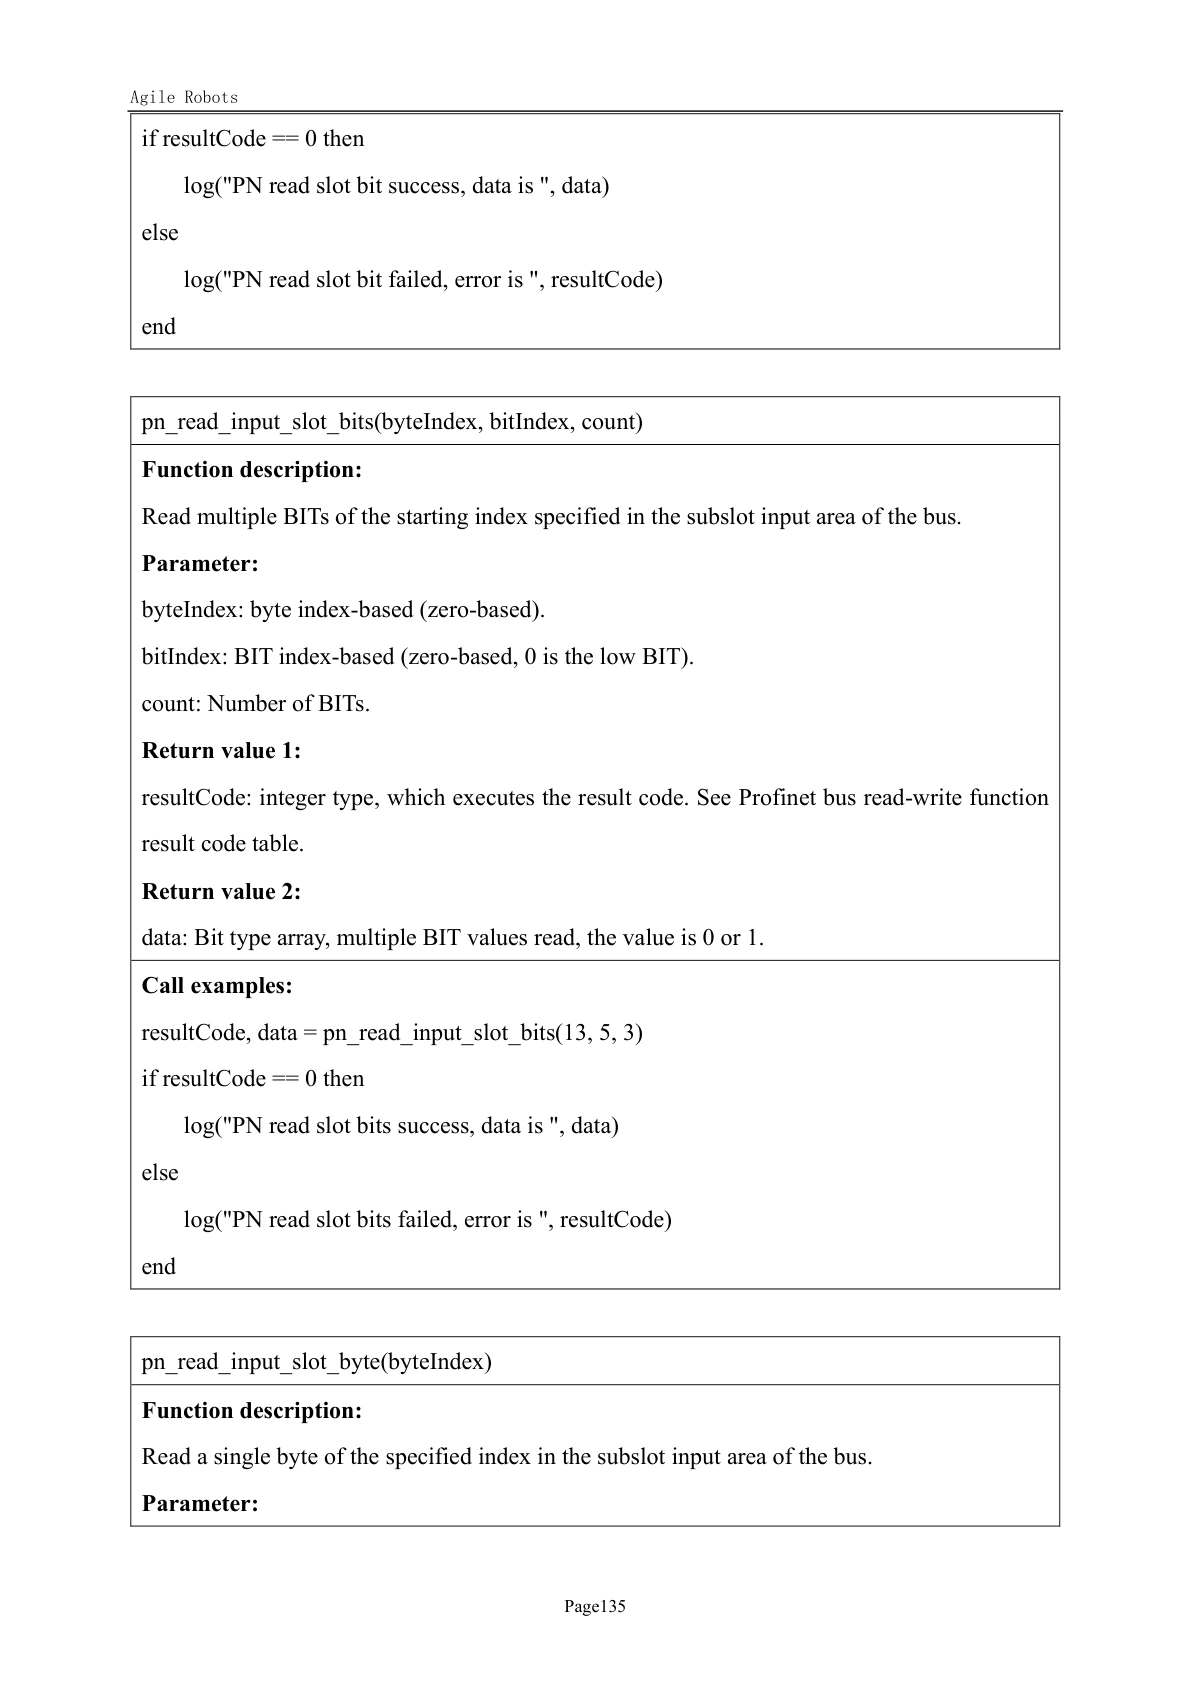 Agile Robots
if resultCode == 0 then
log("PN read slot bit success, data is ", data)
else
log("PN read slot bit failed, error is ", resultCode)
end
pn_read_input_slot_bits(byteIndex, bitIndex, count)
Function description:
Read multiple BITs of the starting index specified in the subslot input area of the bus.
Parameter:
byteIndex: byte index-based (zero-based).
bitIndex: BIT index-based (zero-based, 0 is the low BIT).
count: Number of BITs.
Return value 1:
resultCode: integer type, which executes the result code. See Profinet bus read-write function
result code table.
Return value 2:
data: Bit type array, multiple BIT values read, the value is 0 or 1.
Call examples:
resultCode, data = pn_read_input_slot_bits(13, 5, 3)
if resultCode == 0 then
log("PN read slot bits success, data is ", data)
else
log("PN read slot bits failed, error is ", resultCode)
end
pn_read_input_slot_byte(byteIndex)
Function description:
Read a single byte of the specified index in the subslot input area of the bus.
Parameter:
Page135